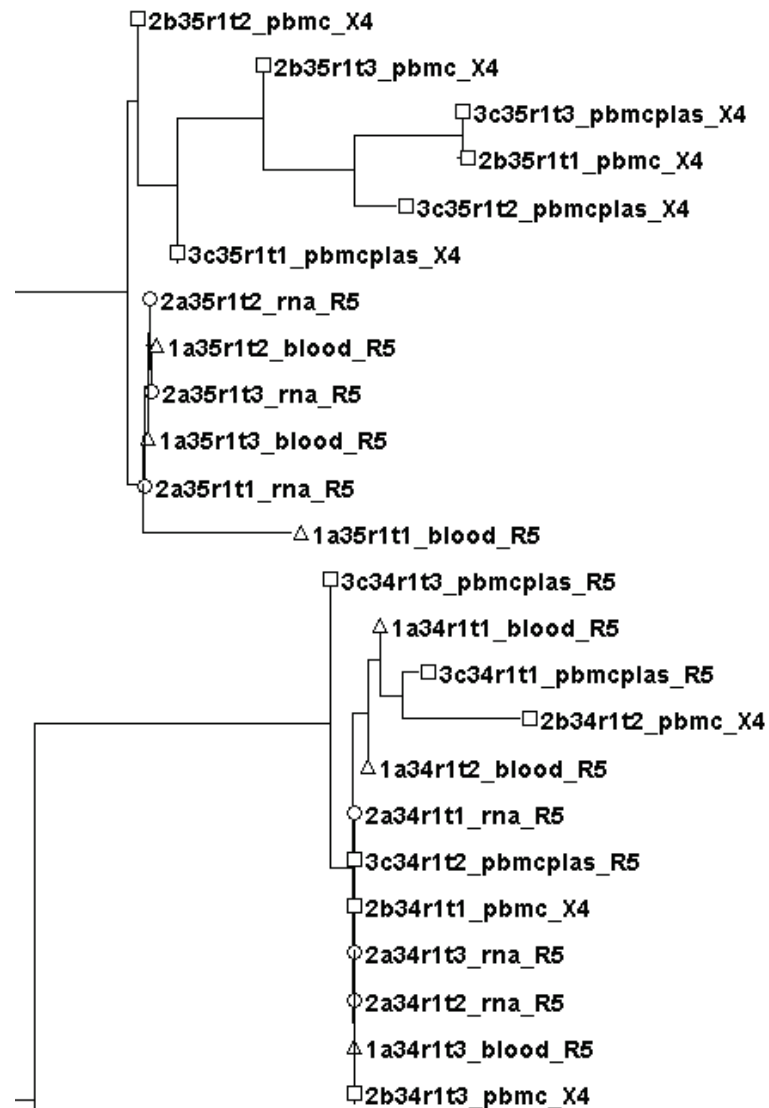 2b35r1t2_pbmc_X4
2b35r1t3_pbmc_X4
3c35r1t3_pbmcplas_X4
2b35r1t1_pbmc_X4
3c35r1t2_pbmcplas_X4
3c35r1t1_pbmcplas_X4
2a35r1t2_rna_R5
1a35r1t2_blood_R5
2a35r1t3_rna_R5
1a35r1t3_blood_R5
2a35r1t1_rna_R5
1a35r1t1_blood_R5
3c34r1t3_pbmcplas_R5
1a34r1t1_blood_R5
3c34r1t1_pbmcplas_R5
2b34r1t2_pbmc_X4
1a34r1t2_blood_R5
2a34r1t1_rna_R5
3c34r1t2_pbmcplas_R5
2b34r1t1_pbmc_X4
2a34r1t3_rna_R5
2a34r1t2_rna_R5
1a34r1t3_blood_R5
2b34r1t3_pbmc_X4